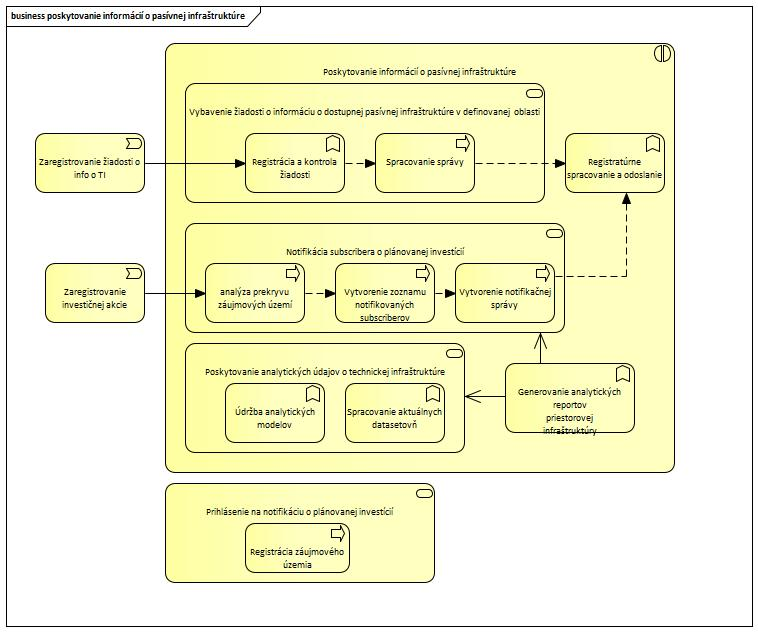 business poskytovanie informácií o pasívnej infraštruktúre
Poskytovanie informácií o pasívnej infraštruktúre
Vybavenie žiadosti o informáciu o dostupnej pasívnej infraštruktúre v definovanej oblasti
Zaregistrovanie žiadosti o
info o TI
Registrácia a kontrola
žiadosti
Spracovanie správy
Registratúrne
spracovanie a odoslanie
Notifikácia subscribera o plánovanej investícií
Zaregistrovanie
investičnej akcie
analýza prekryvu
záujmových území
Vytvorenie zoznamu
notifikovaných
subscriberov
Vytvorenie notifikačnej
správy
Poskytovanie analytických údajov o technickej infraštruktúre
Údržba analytických
modelov
Spracovanie aktuálnych
datasetovň
Generovanie analytických
reportov
priestorovej
infraštruktúry
Prihlásenie na notifikáciu o plánovanej investícií
Registrácia záujmového
územia